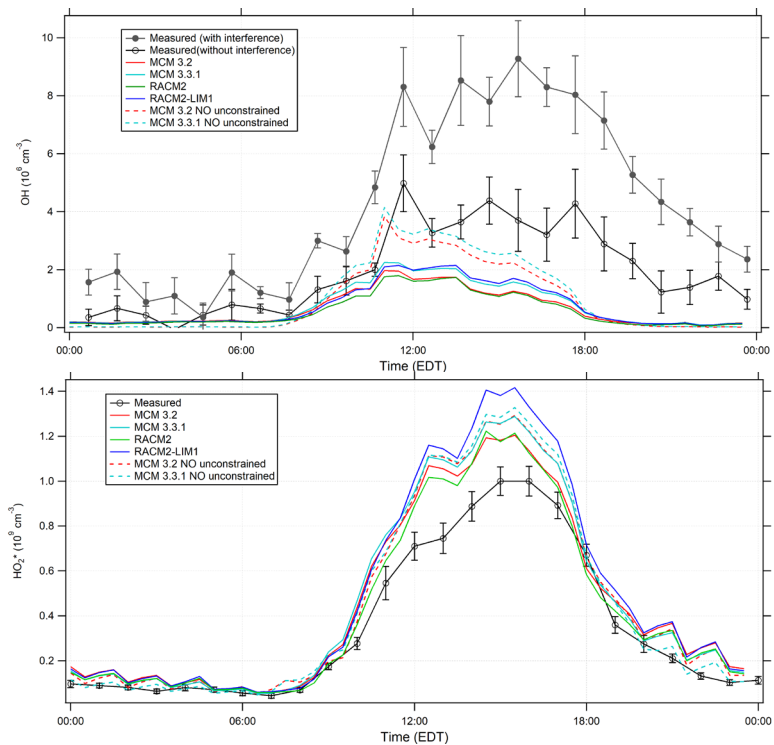 10
8
6
4
2
0
OH (10⁶ cm⁻³)
Measured (with interference)
Measured(without interference)
MCM 3.2
MCM 3.3.1
RACM2
RACM2-LIM1
MCM 3.2 NO unconstrained
MCM 3.3.1 NO unconstrained
00:00 06:00 12:00 18:00 00:00
Time (EDT)
1.4
1.2
1.0
0.8
0.6
0.4
0.2
HO₂* (10⁹ cm⁻³)
Measured
MCM 3.2
MCM 3.3.1
RACM2
RACM2-LIM1
MCM 3.2 NO unconstrained
MCM 3.3.1 NO unconstrained
00:00 06:00 12:00 18:00 00:00
Time (EDT)